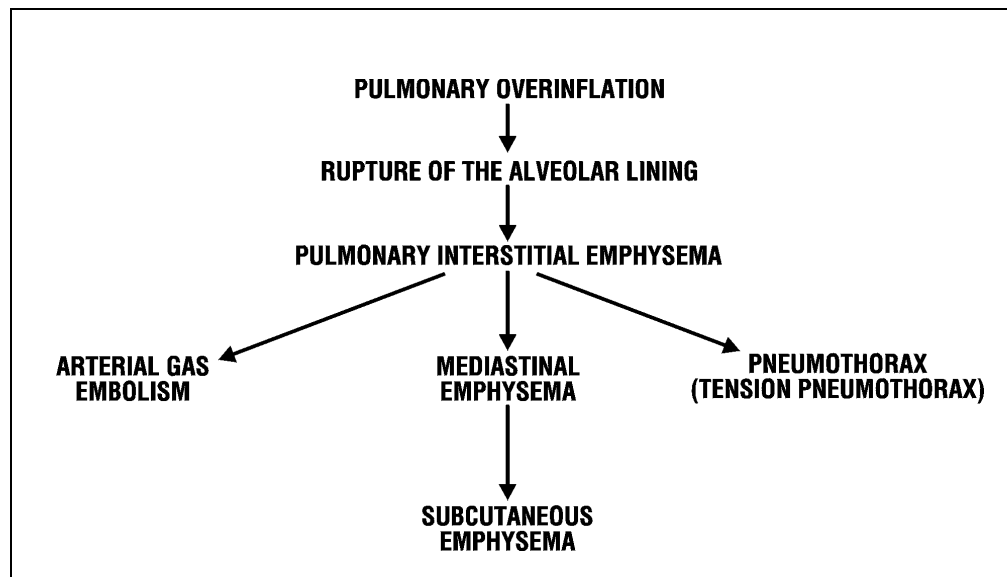 PULMONARY OVERINFLATION
RUPTURE OF THE ALVEOLAR LINING
PULMONARY INTERSTITIAL EMPHYSEMA
ARTERIAL GAS
EMBOLISM
MEDIASTINAL
EMPHYSEMA
PNEUMOTHORAX
(TENSION PNEUMOTHORAX)
SUBCUTANEOUS
EMPHYSEMA